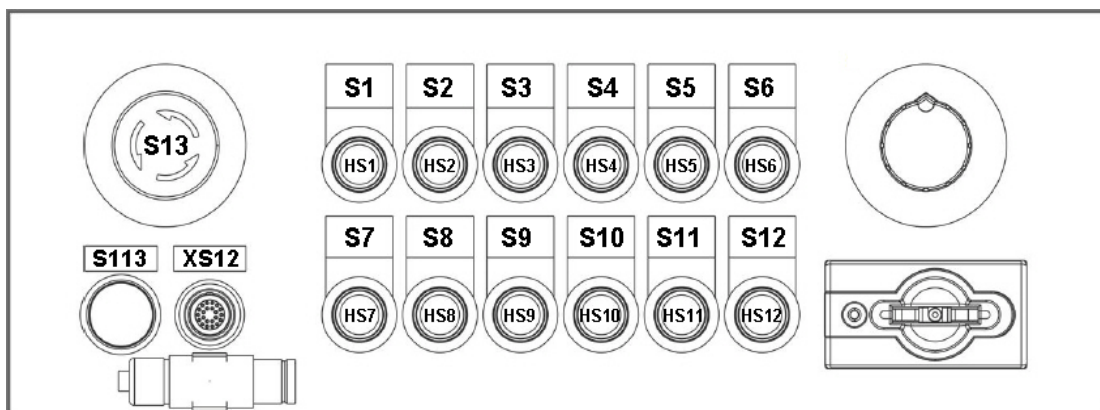 S1 S2 S3 S4 S5 S6
S13
HS1 HS2 HS3 HS4 HS5 HS6
S7 S8 S9 S10 S11 S12
S113 XS12
HS7 HS8 HS9 HS10 HS11 HS12